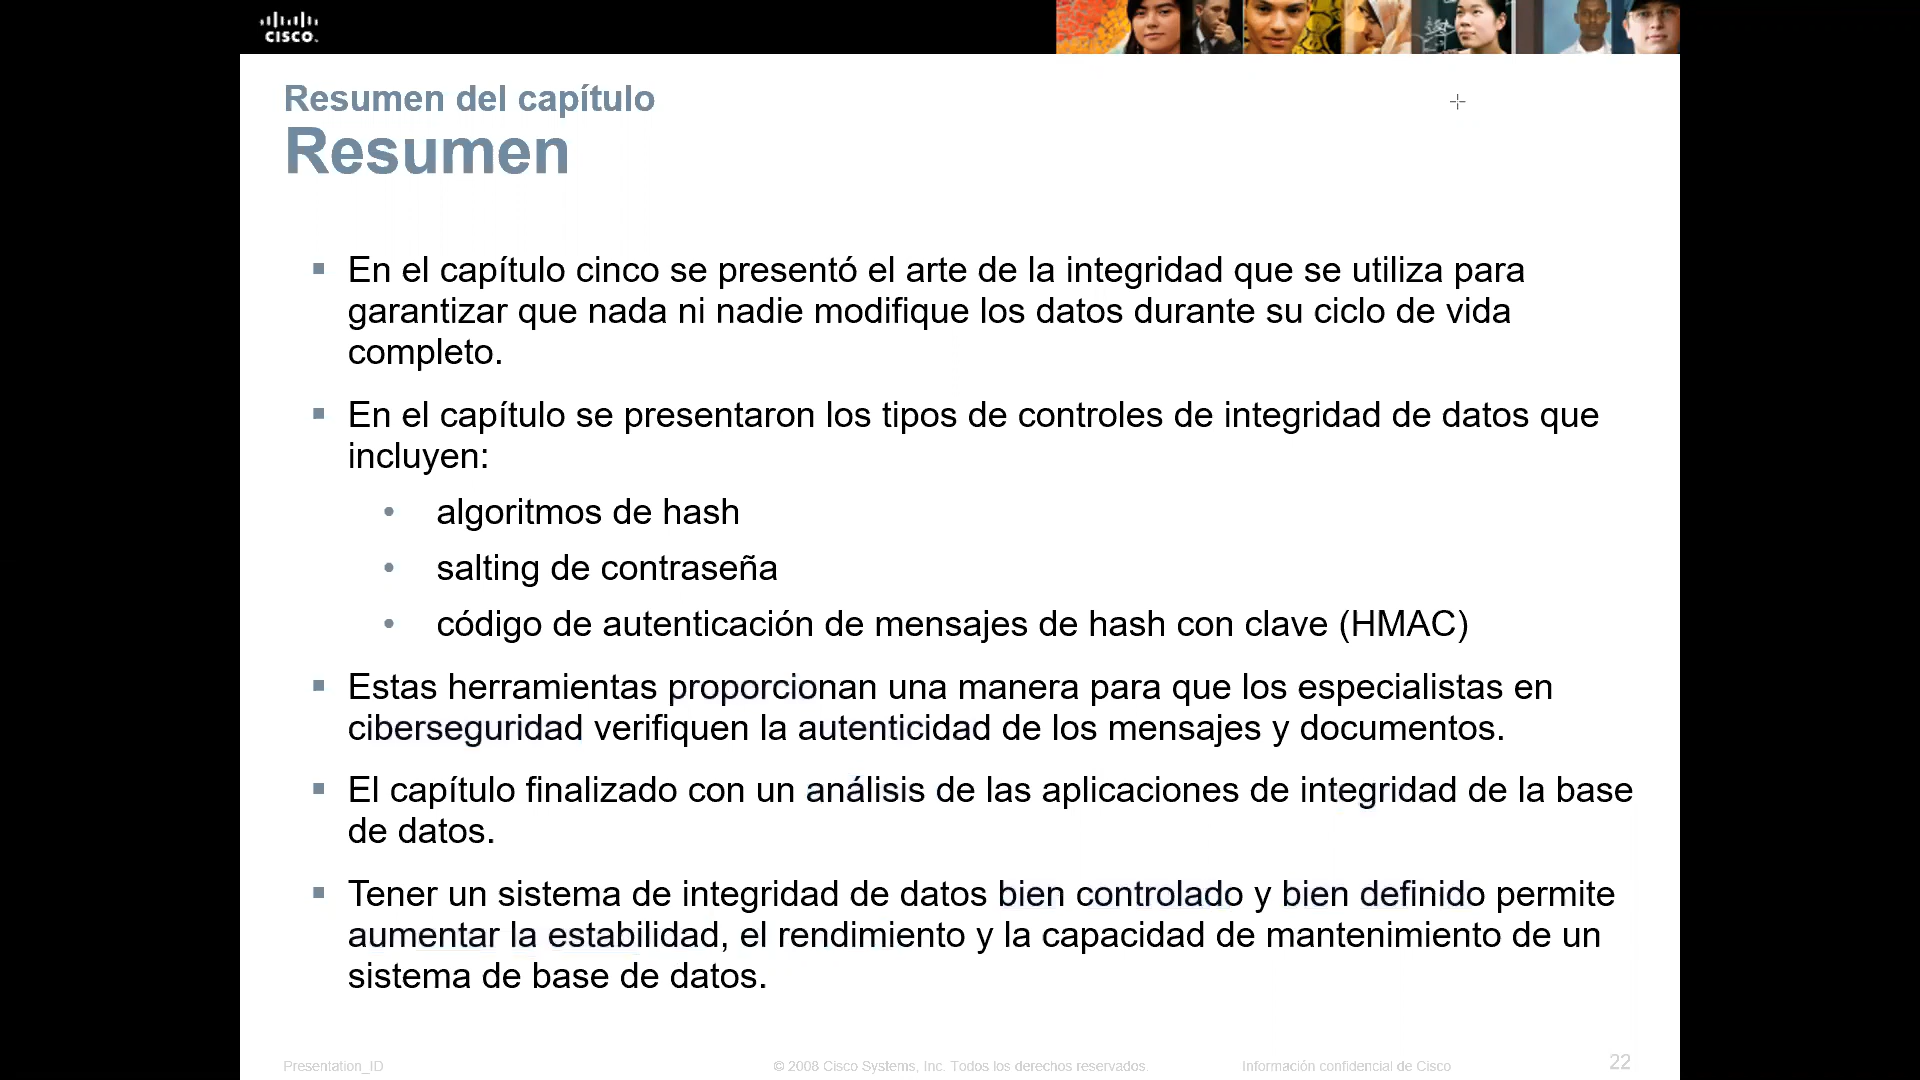 CISCO.
Resumen del capítulo
Resumen
En el capítulo cinco se presentó el arte de la integridad que se utiliza para
garantizar que nada ni nadie modifique los datos durante su ciclo de vida
completo.
En el capítulo se presentaron los tipos de controles de integridad de datos que
incluyen:
algoritmos de hash
salting de contraseña
código de autenticación de mensajes de hash con clave (HMAC)
Estas herramientas proporcionan una manera para que los especialistas en
ciberseguridad verifiquen la autenticidad de los mensajes y documentos.
El capítulo finalizado con un análisis de las aplicaciones de integridad de la base
de datos.
Tener un sistema de integridad de datos bien controlado y bien definido permite
aumentar la estabilidad, el rendimiento y la capacidad de mantenimiento de un
sistema de base de datos.
Presentation_ID © 2008 Cisco Systems, Inc. Todos los derechos reservados. Información confidencial de Cisco 22